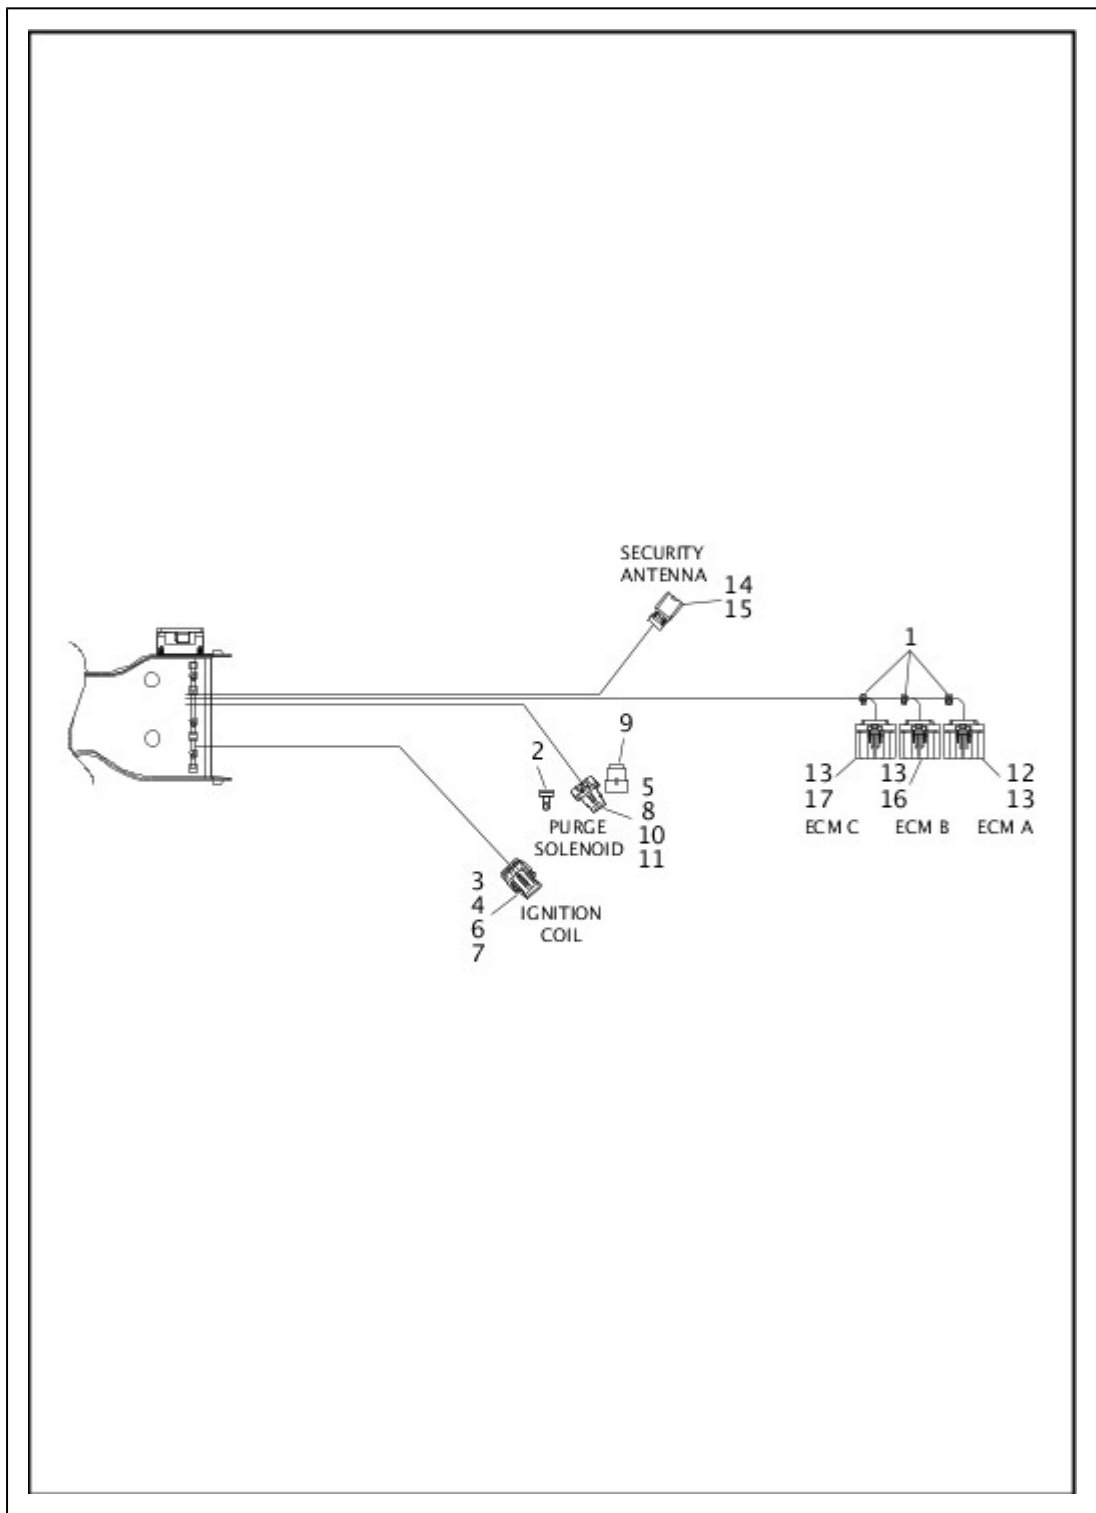 SECURITY
ANTENNA
14
15
1
9
2
5
8
10
11
PURGE
SOLENOID
13
17
ECM C
13
16
ECM B
12
13
ECM A
3
4
6
7
IGNITION
COIL